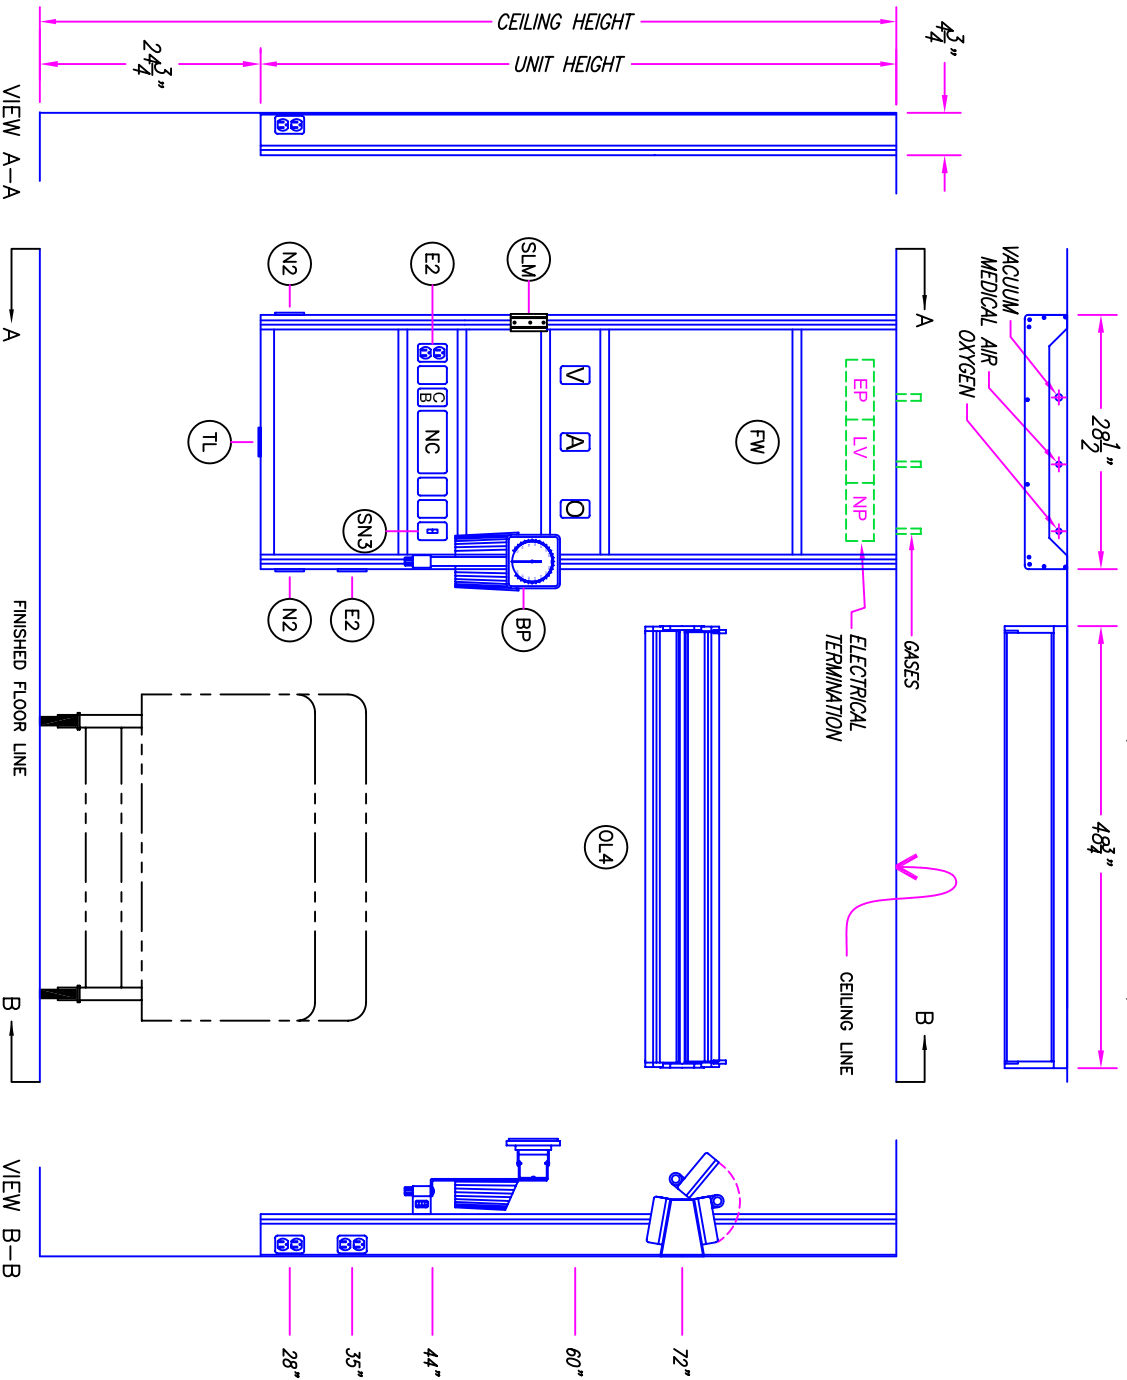 VACUUM
MEDICAL AIR
OXYGEN
28 1/2"
48 3/4"
4 3/4"
CEILING HEIGHT
UNIT HEIGHT
24 3/4"
A
B
GASES
EP LV NP
ELECTRICAL
TERMINATION
CEILING LINE
FW
OL4
SLM
V A O
BP
E2
CB
NC
SN3
E2
N2
N2
TL
72"
60"
44"
35"
28"
A
FINISHED FLOOR LINE
B
VIEW A-A
VIEW B-B